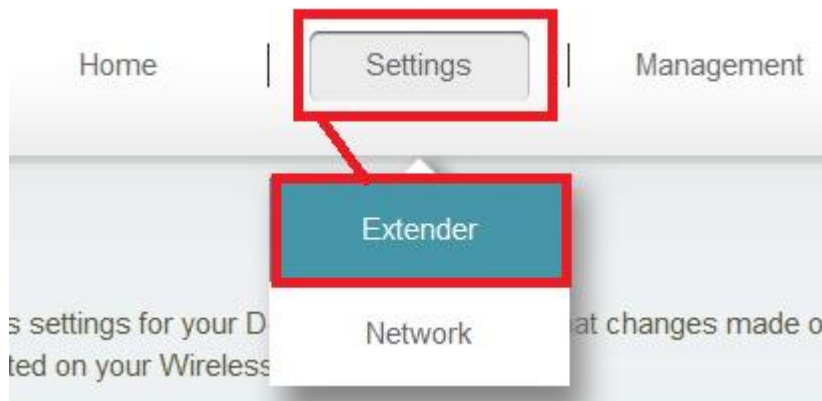 Home | Settings | Management
Extender
s settings for your D at changes made o
Network
ted on your Wireless